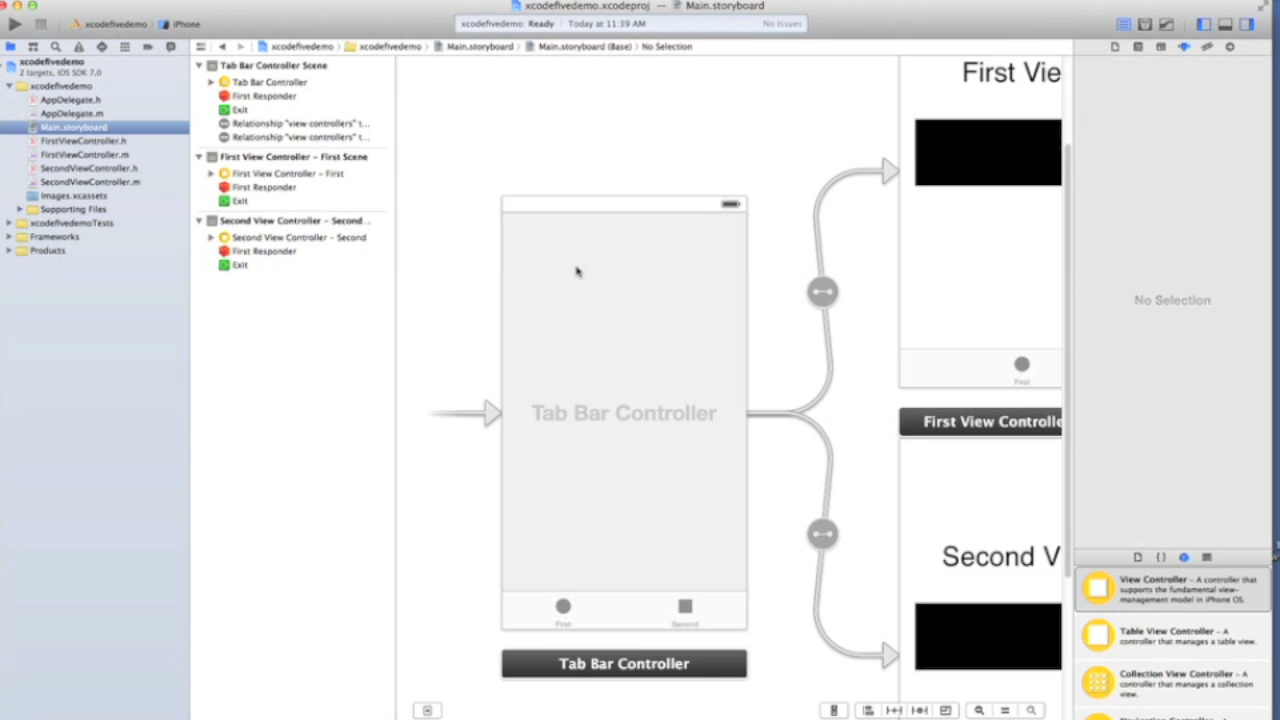 xcodefivedemo.xcodeproj — Main.storyboard
xcodefivedemo iPhone
xcodefivedemo: Ready Today at 11:39 AM No Issues
xcodefivedemo xcodefivedemo Main.storyboard Main.storyboard (Base) No Selection
xcodefivedemo
2 targets, iOS SDK 7.0
xcodefivedemo
AppDelegate.h
AppDelegate.m
Main.storyboard
FirstViewController.h
FirstViewController.m
SecondViewController.h
SecondViewController.m
Images.xcassets
Supporting Files
xcodefivedemoTests
Frameworks
Products
Tab Bar Controller Scene
Tab Bar Controller
First Responder
Exit
Relationship "view controllers" t...
Relationship "view controllers" t...
First View Controller – First Scene
First View Controller – First
First Responder
Exit
Second View Controller – Second...
Second View Controller – Second
First Responder
Exit
Tab Bar Controller
First
Second
Tab Bar Controller
First Vie
First
First View Controlle
Second V
No Selection
View Controller – A controller that
supports the fundamental view-
management model in iPhone OS.
Table View Controller – A
controller that manages a table view.
Collection View Controller – A
controller that manages a collection
view.